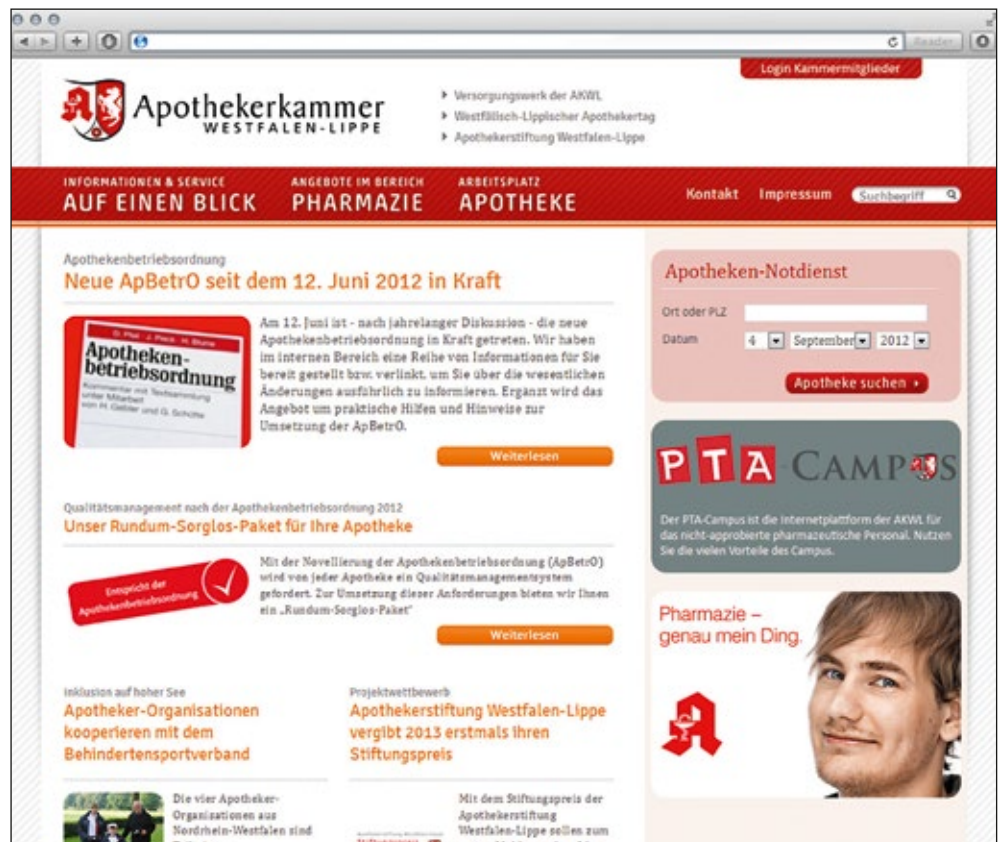 Reader
Login Kammermitglieder
Apothekerkammer
WESTFALEN-LIPPE
Versorgungswerk der AKWL
Westfälisch-Lippischer Apothekertag
Apothekerstiftung Westfalen-Lippe
INFORMATIONEN & SERVICE
AUF EINEN BLICK
ANGEBOTE IM BEREICH
PHARMAZIE
ARBEITSPLATZ
APOTHEKE
Kontakt
Impressum
Suchbegriff
Apothekenbetriebsordnung
Neue ApBetrO seit dem 12. Juni 2012 in Kraft
Apotheken-
betriebsordnung
Kommentar mit Textsammlung
unter Mitarbeit
von H. Gebler und G. Schütte
Am 12. Juni ist - nach jahrelanger Diskussion - die neue
Apothekenbetriebsordnung in Kraft getreten. Wir haben
im internen Bereich eine Reihe von Informationen für Sie
bereit gestellt bzw. verlinkt, um Sie über die wesentlichen
Änderungen ausführlich zu informieren. Ergänzt wird das
Angebot um praktische Hilfen und Hinweise zur
Umsetzung der ApBetrO.
Weiterlesen
Qualitätsmanagement nach der Apothekenbetriebsordnung 2012
Unser Rundum-Sorglos-Paket für Ihre Apotheke
Entspricht der
Apothekenbetriebsordnung
Mit der Novellierung der Apothekenbetriebsordnung (ApBetrO)
wird von jeder Apotheke ein Qualitätsmanagementsystem
gefordert. Zur Umsetzung dieser Anforderungen bieten wir Ihnen
ein „Rundum-Sorglos-Paket"
Weiterlesen
Inklusion auf hoher See
Apotheker-Organisationen
kooperieren mit dem
Behindertensportverband
Die vier Apotheker-
Organisationen aus
Nordrhein-Westfalen sind
Projektwettbewerb
Apothekerstiftung Westfalen-Lippe
vergibt 2013 erstmals ihren
Stiftungspreis
Mit dem Stiftungspreis der
Apothekerstiftung
Westfalen-Lippe sollen zum
Apotheken-Notdienst
Ort oder PLZ
Datum
4 September 2012
Apotheke suchen
PTA-CAMPUS
Der PTA-Campus ist die Internetplattform der AKWL für
das nicht-approbierte pharmazeutische Personal. Nutzen
Sie die vielen Vorteile des Campus.
Pharmazie –
genau mein Ding.